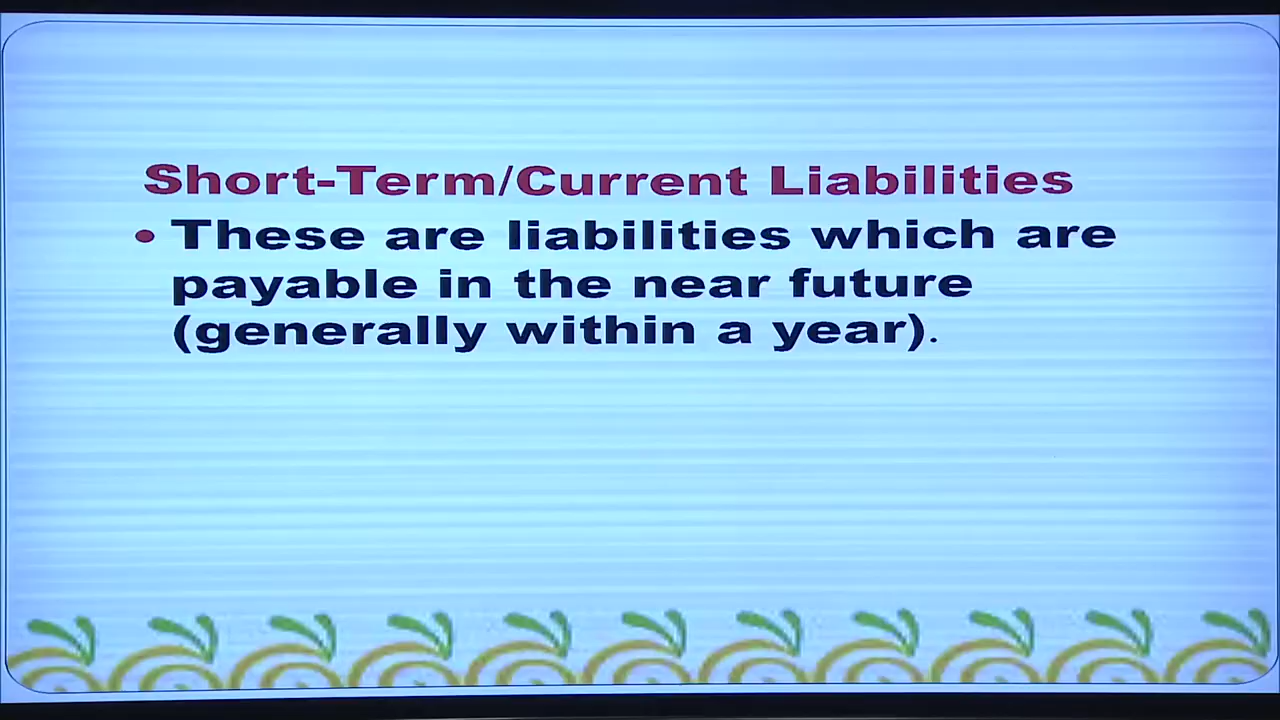 Short-Term/Current Liabilities
• These are liabilities which are
payable in the near future
(generally within a year).